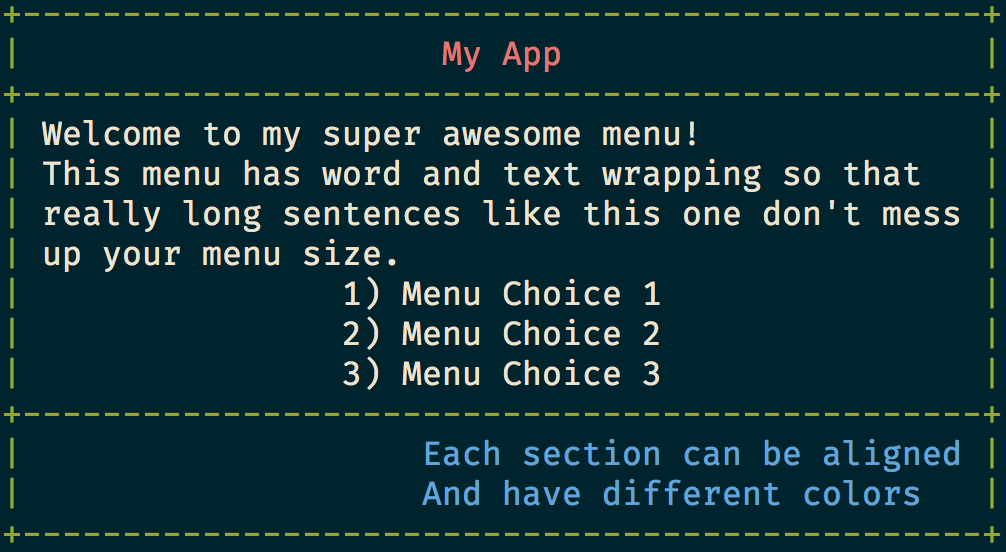 My App
Welcome to my super awesome menu!
This menu has word and text wrapping so that
really long sentences like this one don't mess
up your menu size.
1) Menu Choice 1
2) Menu Choice 2
3) Menu Choice 3
Each section can be aligned
And have different colors